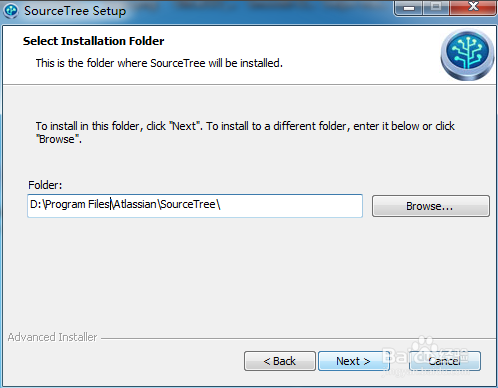 SourceTree Setup
Select Installation Folder
This is the folder where SourceTree will be installed.
To install in this folder, click "Next". To install to a different folder, enter it below or click
"Browse".
Folder:
D:\Program Files\Atlassian\SourceTree\
Browse...
Advanced Installer
< Back
Next >
Cancel